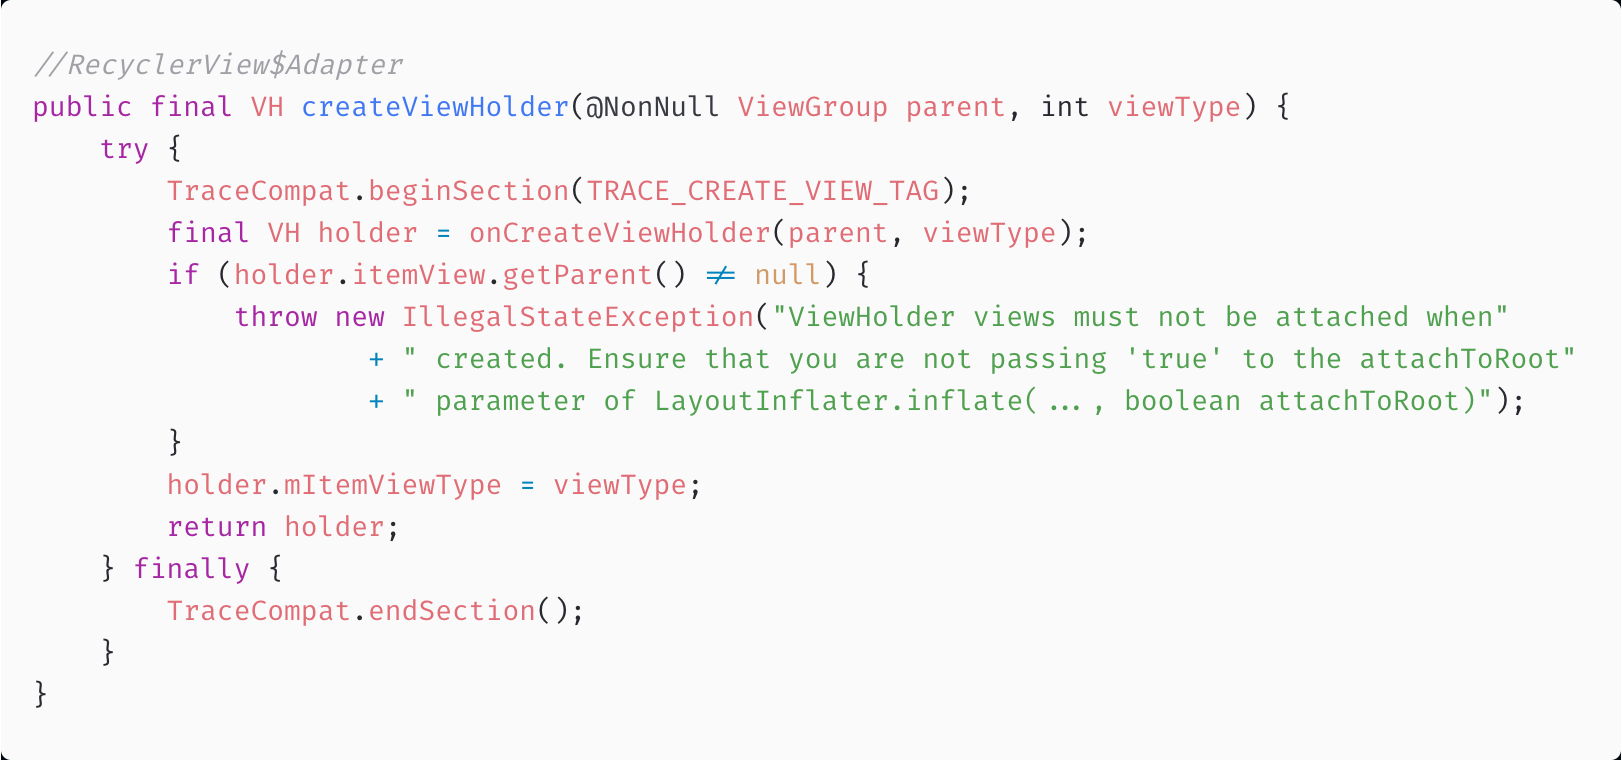 //RecyclerView$Adapter
public final VH createViewHolder(@NonNull ViewGroup parent, int viewType) {
    try {
        TraceCompat.beginSection(TRACE_CREATE_VIEW_TAG);
        final VH holder = onCreateViewHolder(parent, viewType);
        if (holder.itemView.getParent() != null) {
            throw new IllegalStateException("ViewHolder views must not be attached when"
                    + " created. Ensure that you are not passing 'true' to the attachToRoot"
                    + " parameter of LayoutInflater.inflate(..., boolean attachToRoot)");
        }
        holder.mItemViewType = viewType;
        return holder;
    } finally {
        TraceCompat.endSection();
    }
}